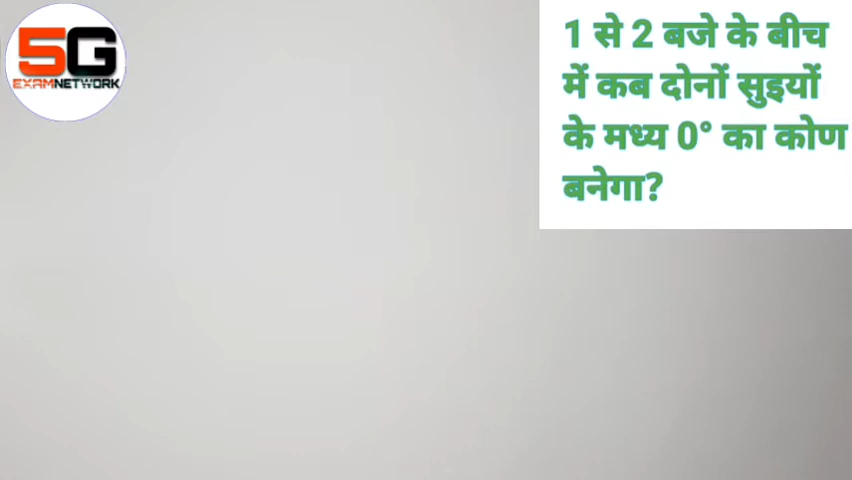 5G
EXAMNETWORK
1 से 2 बजे के बीच
में कब दोनों सुइयों
के मध्य 0° का कोण
बनेगा?